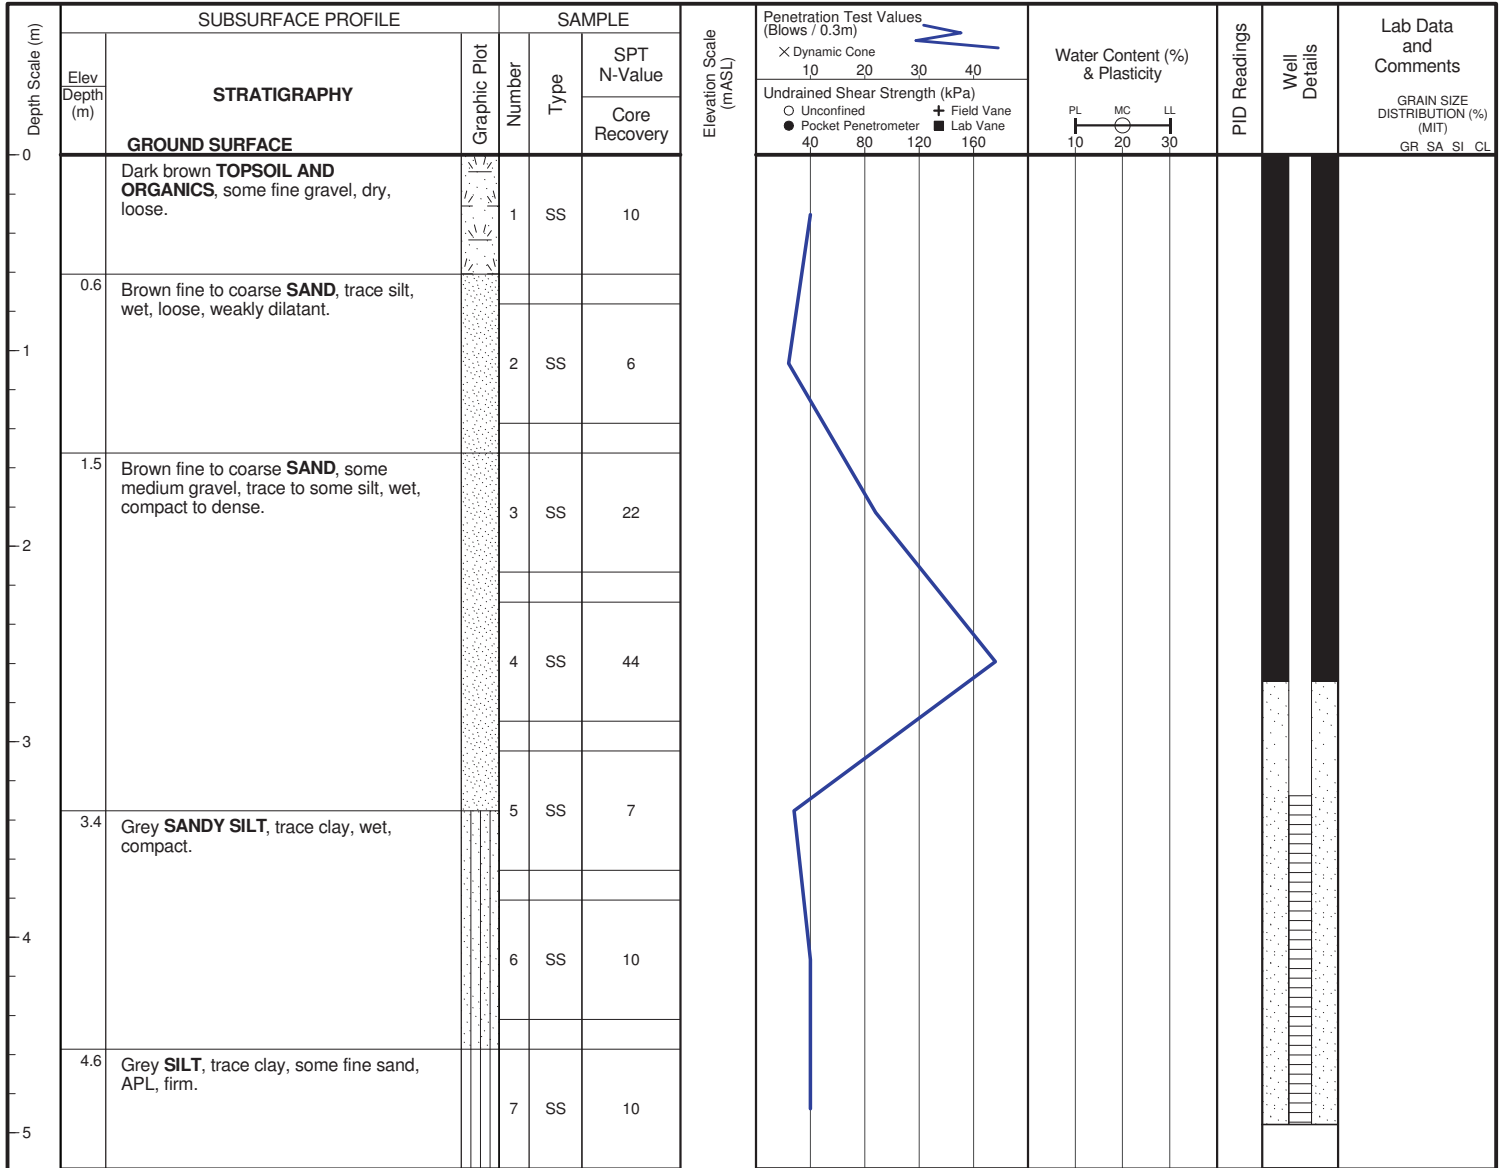 Depth Scale (m)
SUBSURFACE PROFILE
Elev
Depth
(m)
STRATIGRAPHY
GROUND SURFACE
Graphic Plot
SAMPLE
Number
Type
SPT
N-Value
Core
Recovery
Elevation Scale
(mASL)
Penetration Test Values
(Blows / 0.3m)
× Dynamic Cone
10 20 30 40
Undrained Shear Strength (kPa)
○ Unconfined + Field Vane
● Pocket Penetrometer ■ Lab Vane
40 80 120 160
Water Content (%)
& Plasticity
PL MC LL
10 20 30
PID Readings
Well
Details
Lab Data
and
Comments
GRAIN SIZE
DISTRIBUTION (%)
(MIT)
GR SA SI CL
0
Dark brown TOPSOIL AND
ORGANICS, some fine gravel, dry,
loose.
1 SS 10
0.6
Brown fine to coarse SAND, trace silt,
wet, loose, weakly dilatant.
1
2 SS 6
1.5
Brown fine to coarse SAND, some
medium gravel, trace to some silt, wet,
compact to dense.
3 SS 22
2
4 SS 44
3
5 SS 7
3.4
Grey SANDY SILT, trace clay, wet,
compact.
4
6 SS 10
4.6
Grey SILT, trace clay, some fine sand,
APL, firm.
7 SS 10
5